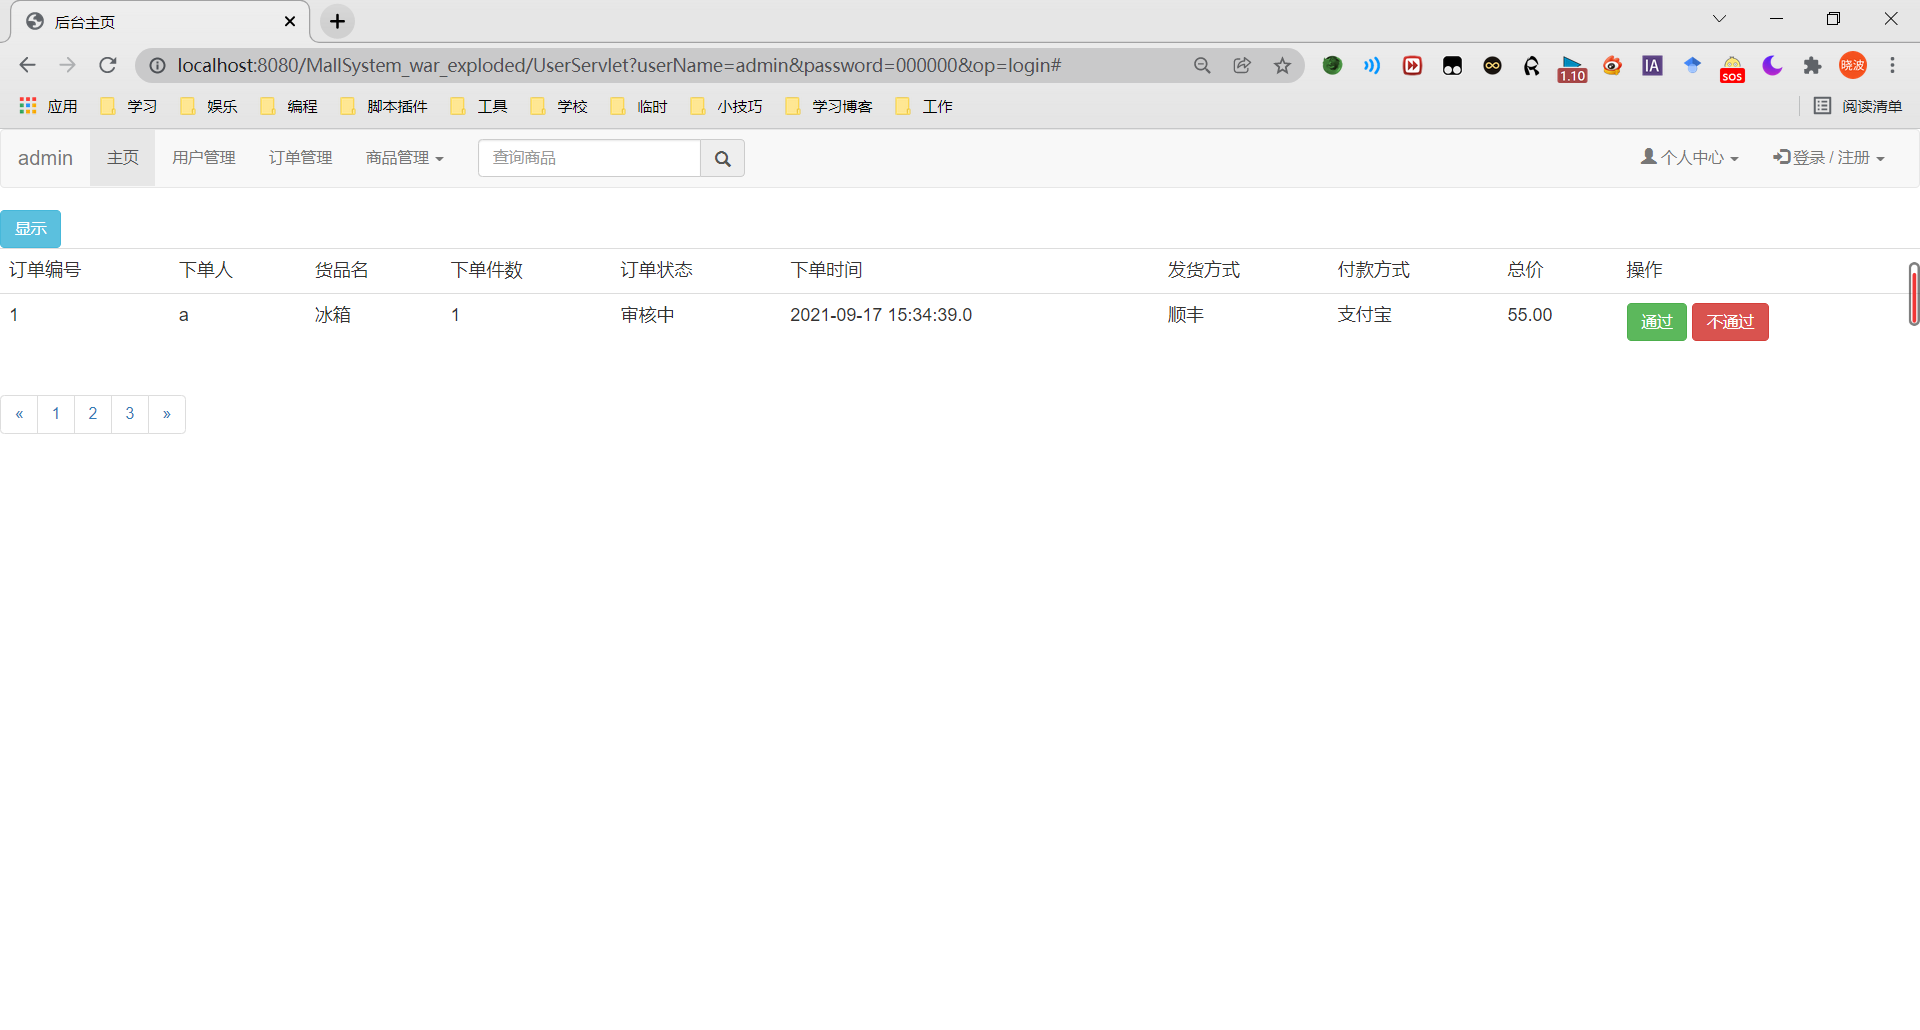 后台主页
localhost:8080/MallSystem_war_exploded/UserServlet?userName=admin&password=000000&op=login#
1.10
IA
sos
晓波
应用 学习 娱乐 编程 脚本插件 工具 学校 临时 小技巧 学习博客 工作 阅读清单
admin 主页 用户管理 订单管理 商品管理 查询商品 个人中心 登录 / 注册
显示
订单编号 下单人 货品名 下单件数 订单状态 下单时间 发货方式 付款方式 总价 操作
1 a 冰箱 1 审核中 2021-09-17 15:34:39.0 顺丰 支付宝 55.00 通过 不通过
« 1 2 3 »